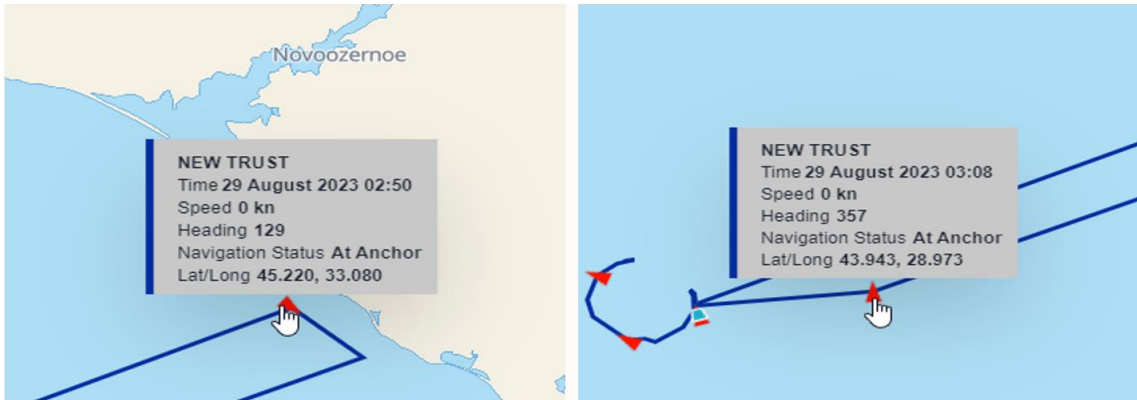 Novoozernoe
NEW TRUST
Time 29 August 2023 02:50
Speed 0 kn
Heading 129
Navigation Status At Anchor
Lat/Long 45.220, 33.080
NEW TRUST
Time 29 August 2023 03:08
Speed 0 kn
Heading 357
Navigation Status At Anchor
Lat/Long 43.943, 28.973